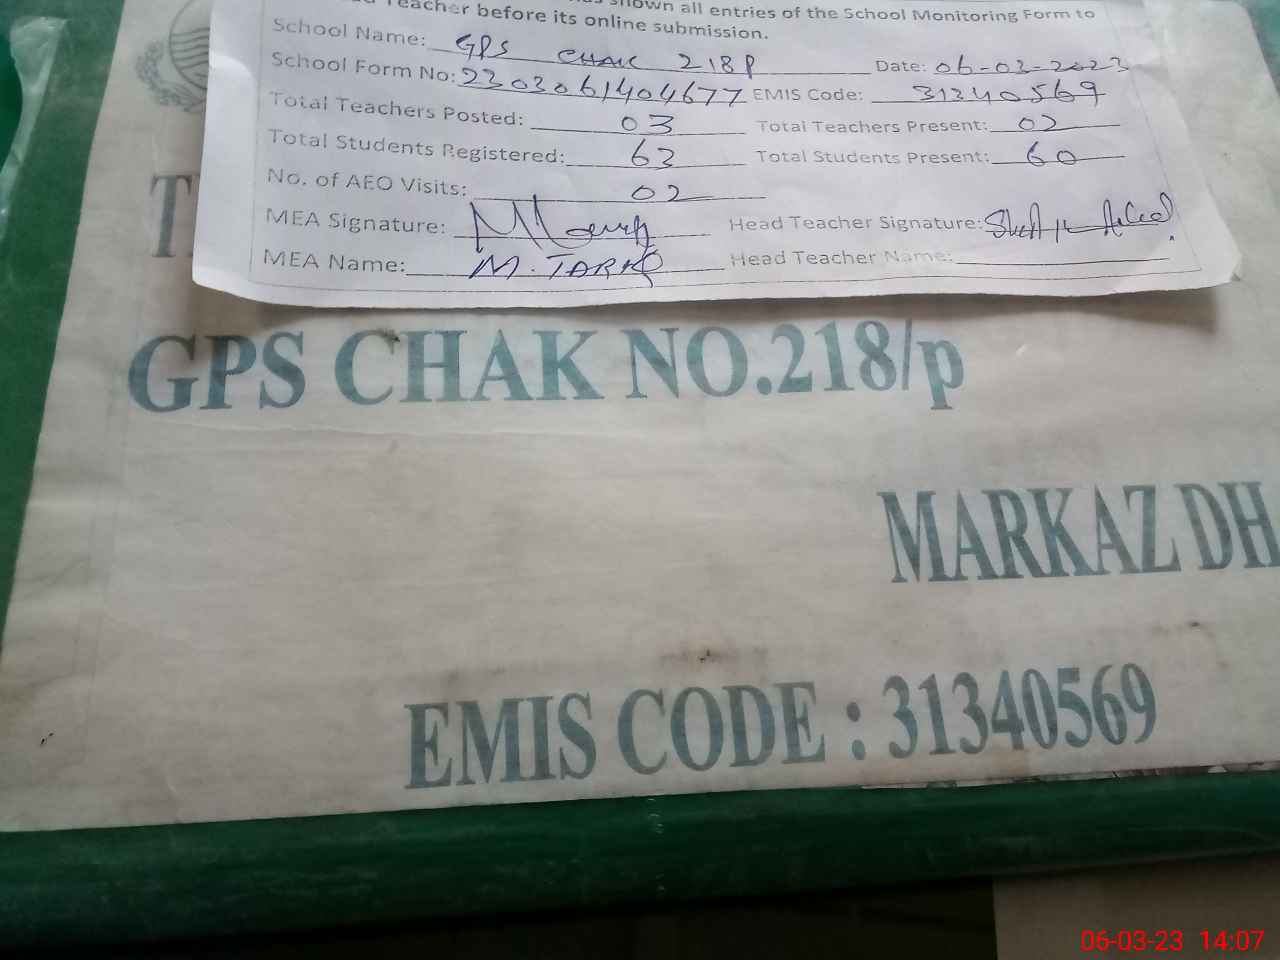 Teacher before its online submission. shown all entries of the School Monitoring Form to
School Name: GPS CHAK 218P Date: 06-03-2023
School Form No: 2303061404677 EMIS Code: 31340569
Total Teachers Posted: 03 Total Teachers Present: 02
Total Students Registered: 63 Total Students Present: 60
No. of AEO Visits: 02
MEA Signature: Head Teacher Signature:
MEA Name: M. TARIQ Head Teacher Name:
GPS CHAK NO.218/p
MARKAZ DH
EMIS CODE : 31340569
06-03-23 14:07